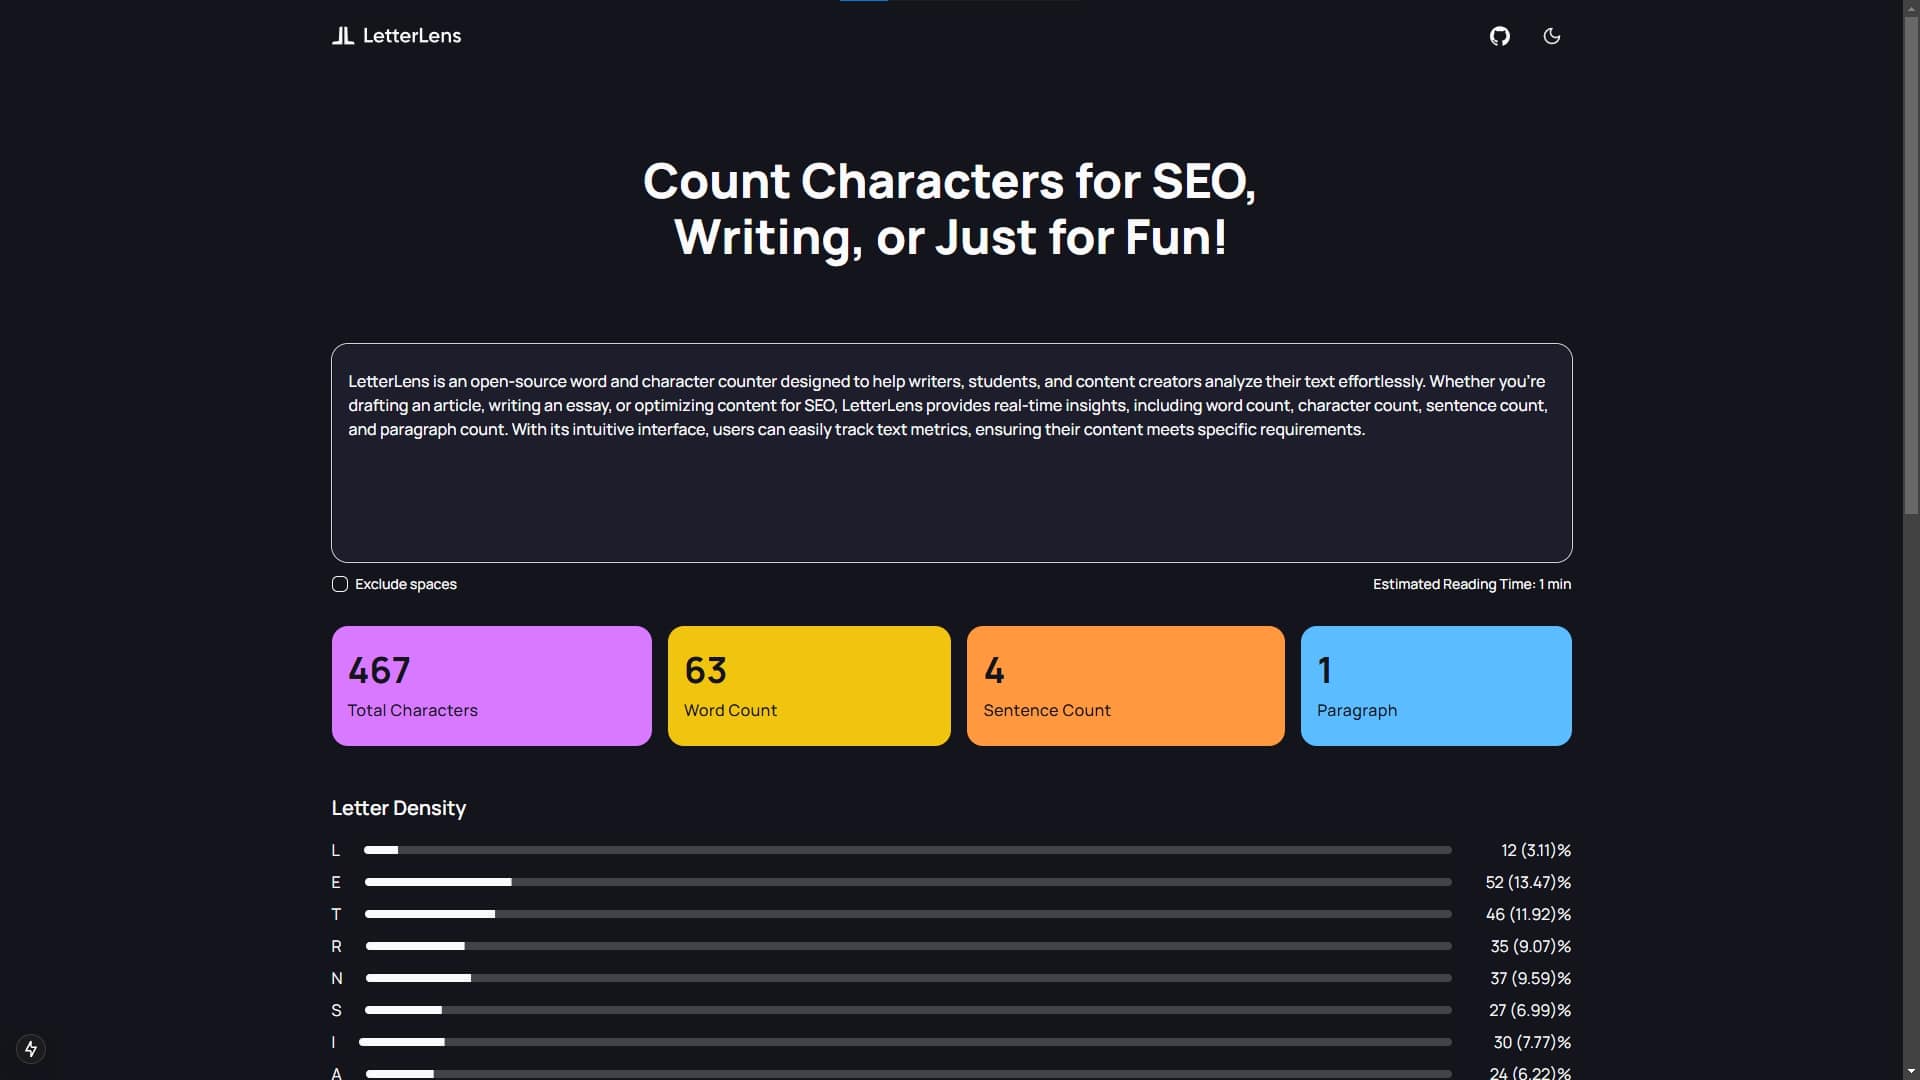 LetterLens
Count Characters for SEO,
Writing, or Just for Fun!
LetterLens is an open-source word and character counter designed to help writers, students, and content creators analyze their text effortlessly. Whether you're
drafting an article, writing an essay, or optimizing content for SEO, LetterLens provides real-time insights, including word count, character count, sentence count,
and paragraph count. With its intuitive interface, users can easily track text metrics, ensuring their content meets specific requirements.
Exclude spaces
Estimated Reading Time: 1 min
467
Total Characters
63
Word Count
4
Sentence Count
1
Paragraph
Letter Density
L 12 (3.11)%
E 52 (13.47)%
T 46 (11.92)%
R 35 (9.07)%
N 37 (9.59)%
S 27 (6.99)%
I 30 (7.77)%
A 24 (6.22)%